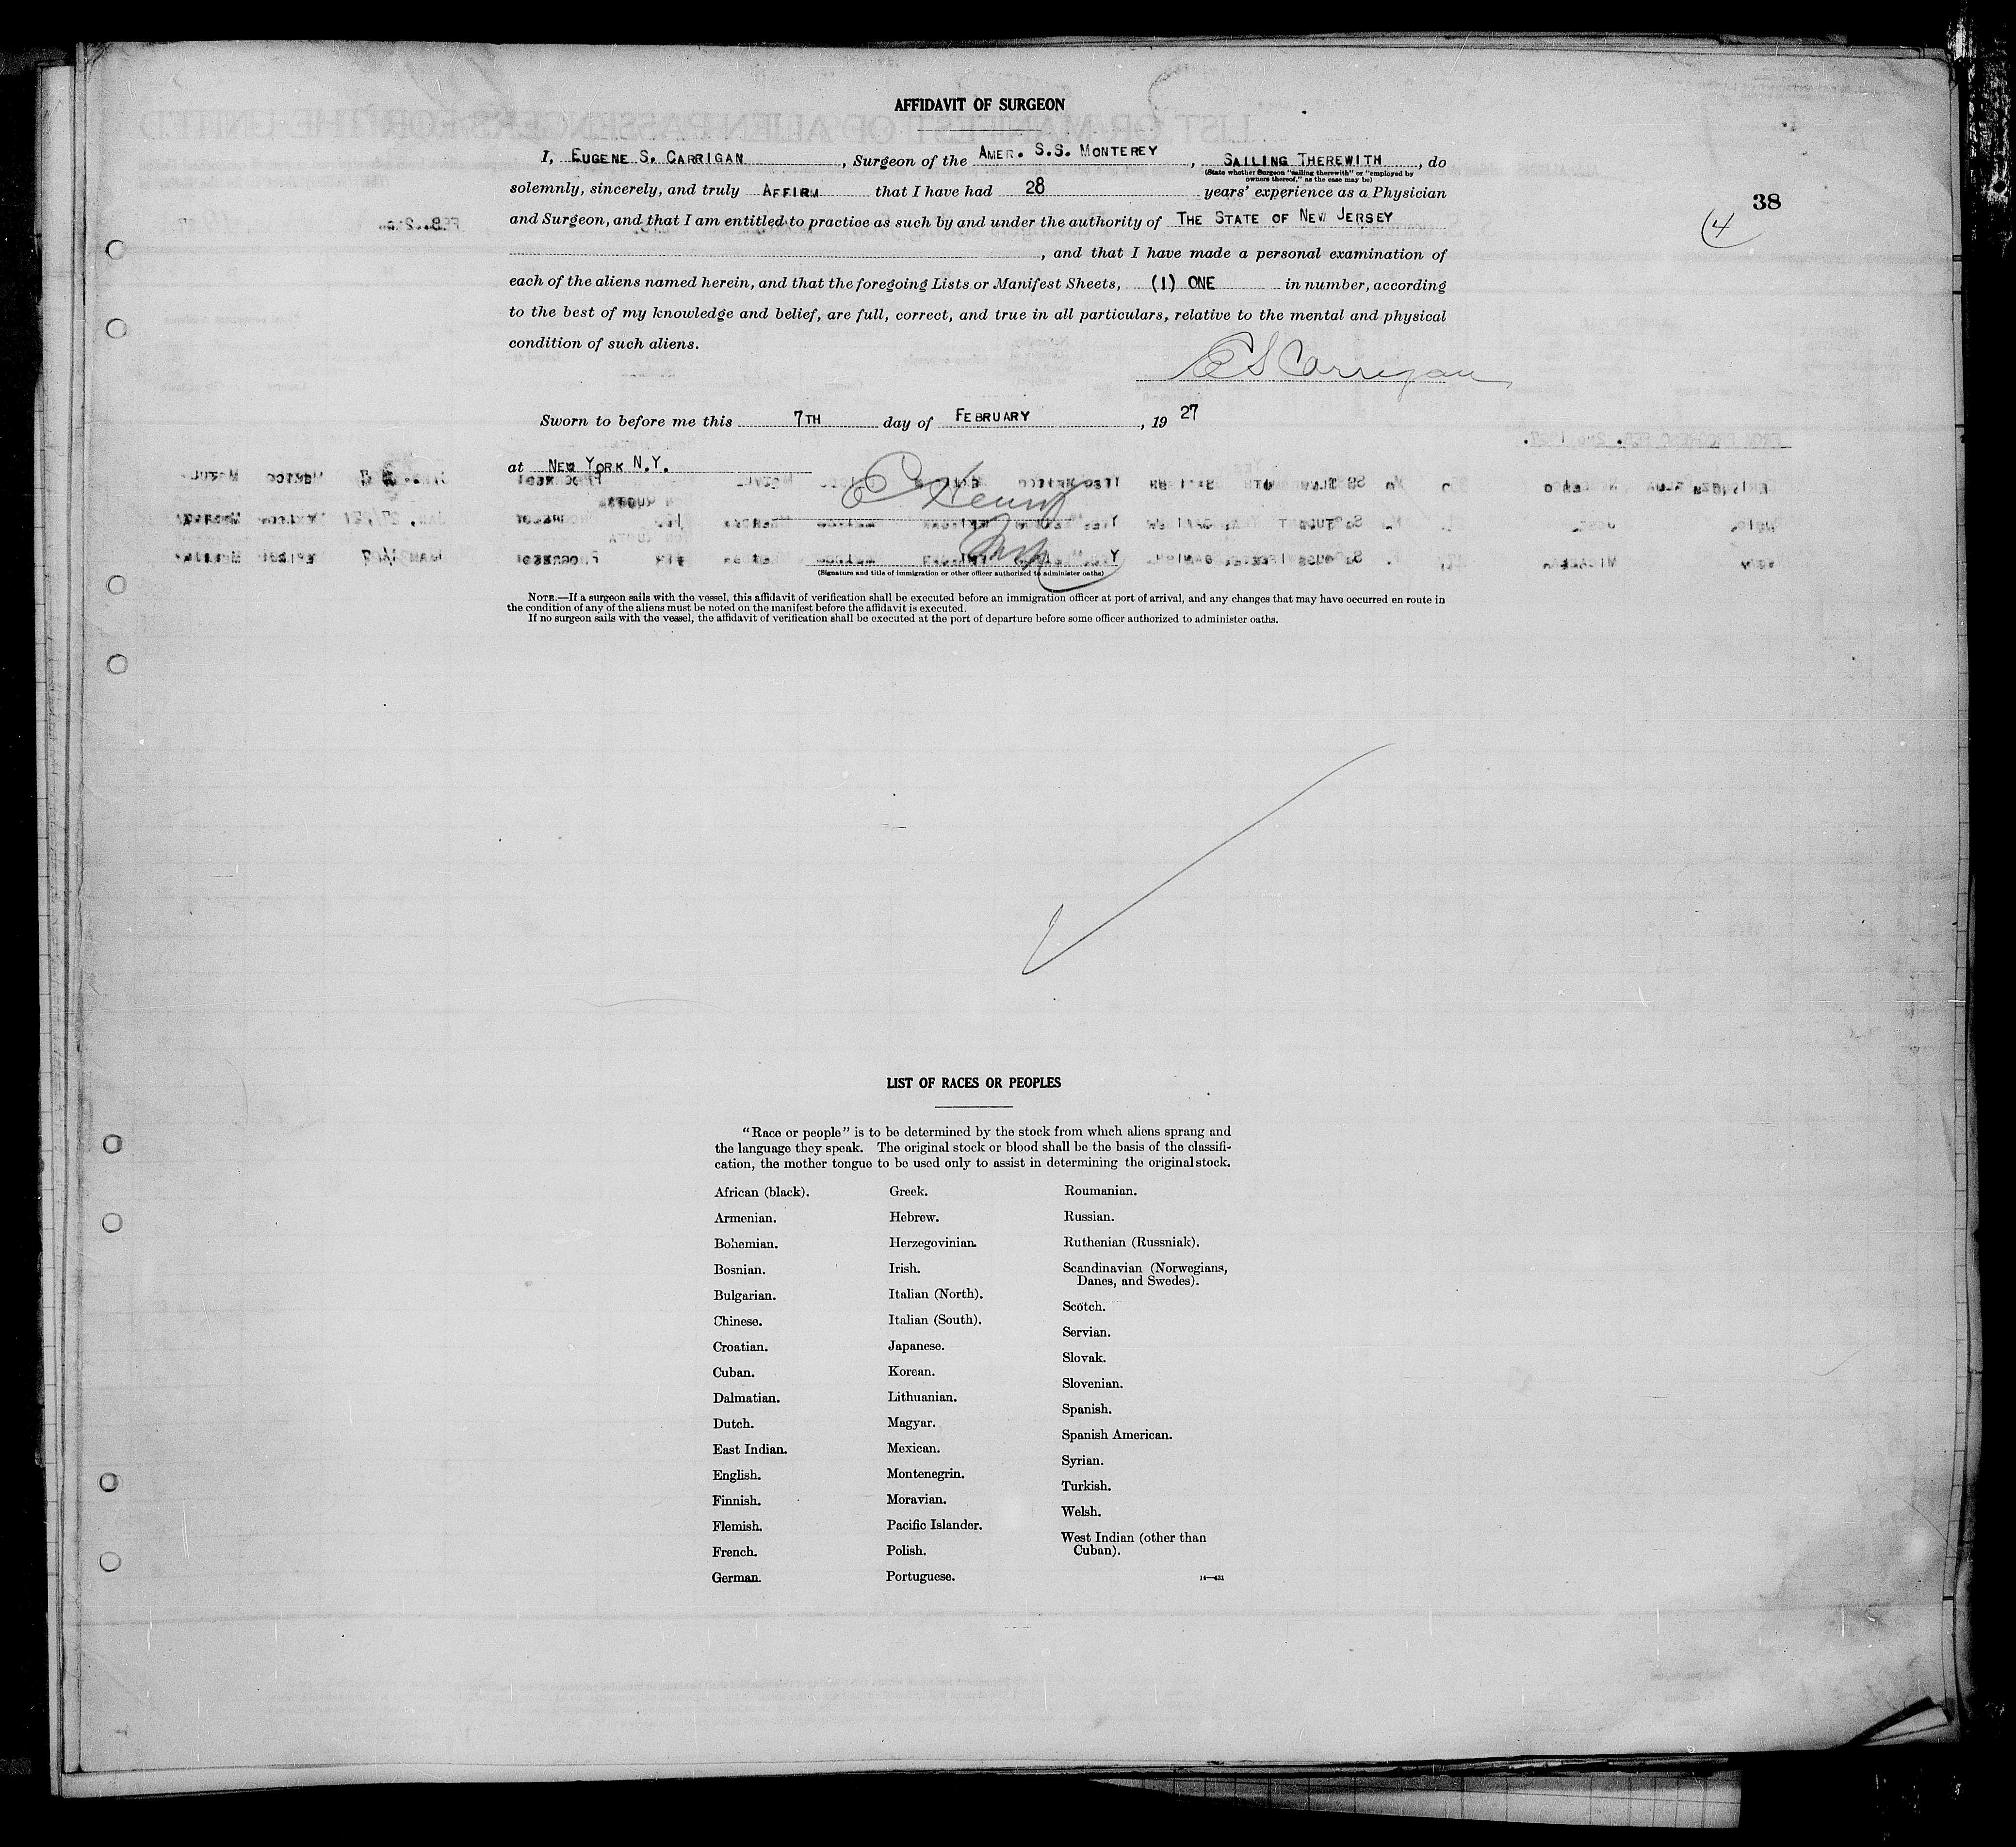 AFFIDAVIT OF SURGEON
I, EUGENE S. CARRIGAN, Surgeon of the AMER. S.S. MONTEREY, SAILING THEREWITH, do
(State whether Surgeon "sailing therewith" or "employed by
owners thereof," as the case may be)
solemnly, sincerely, and truly AFFIRM that I have had 28 years' experience as a Physician
38
(4
and Surgeon, and that I am entitled to practice as such by and under the authority of THE STATE OF NEW JERSEY
, and that I have made a personal examination of
each of the aliens named herein, and that the foregoing Lists or Manifest Sheets, (1) ONE in number, according
to the best of my knowledge and belief, are full, correct, and true in all particulars, relative to the mental and physical
condition of such aliens.
E S Carrigan
Sworn to before me this 7TH day of FEBRUARY, 19 27
at NEW YORK N.Y.
(Signature and title of immigration or other officer authorized to administer oaths)
NOTE.—If a surgeon sails with the vessel, this affidavit of verification shall be executed before an immigration officer at port of arrival, and any changes that may have occurred en route in
the condition of any of the aliens must be noted on the manifest before the affidavit is executed.
If no surgeon sails with the vessel, the affidavit of verification shall be executed at the port of departure before some officer authorized to administer oaths.
LIST OF RACES OR PEOPLES
"Race or people" is to be determined by the stock from which aliens sprang and
the language they speak. The original stock or blood shall be the basis of the classifi-
cation, the mother tongue to be used only to assist in determining the original stock.
African (black).
Armenian.
Bohemian.
Bosnian.
Bulgarian.
Chinese.
Croatian.
Cuban.
Dalmatian.
Dutch.
East Indian.
English.
Finnish.
Flemish.
French.
German.
Greek.
Hebrew.
Herzegovinian.
Irish.
Italian (North).
Italian (South).
Japanese.
Korean.
Lithuanian.
Magyar.
Mexican.
Montenegrin.
Moravian.
Pacific Islander.
Polish.
Portuguese.
Roumanian.
Russian.
Ruthenian (Russniak).
Scandinavian (Norwegians,
Danes, and Swedes).
Scotch.
Servian.
Slovak.
Slovenian.
Spanish.
Spanish American.
Syrian.
Turkish.
Welsh.
West Indian (other than
Cuban).